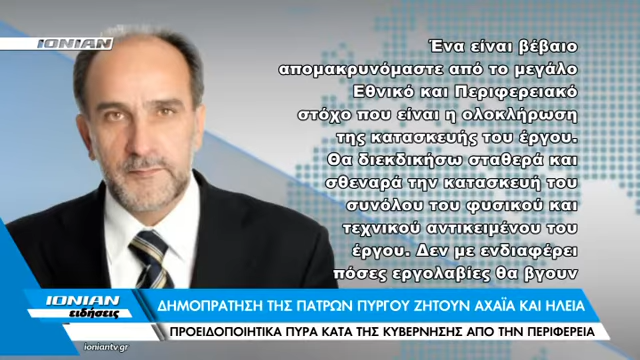 IONIAN
Ένα είναι βέβαιο
απομακρυνόμαστε από το μεγάλο
Εθνικό και Περιφερειακό
στόχο που είναι η ολοκλήρωση
της κατασκευής του έργου.
Θα διεκδικήσω σταθερά και
σθεναρά την κατασκευή του
συνόλου του φυσικού και
τεχνικού αντικειμένου του
έργου. Δεν με ενδιαφέρει
πόσες εργολαβίες θα βγουν
IONIAN
ειδήσεις
ΔΗΜΟΠΡΑΤΗΣΗ ΤΗΣ ΠΑΤΡΩΝ ΠΥΡΓΟΥ ΖΗΤΟΥΝ ΑΧΑΪΑ ΚΑΙ ΗΛΕΙΑ
ΠΡΟΕΙΔΟΠΟΙΗΤΙΚΑ ΠΥΡΑ ΚΑΤΑ ΤΗΣ ΚΥΒΕΡΝΗΣΗΣ ΑΠΟ ΤΗΝ ΠΕΡΙΦΕΡΕΙΑ
ioniantv.gr